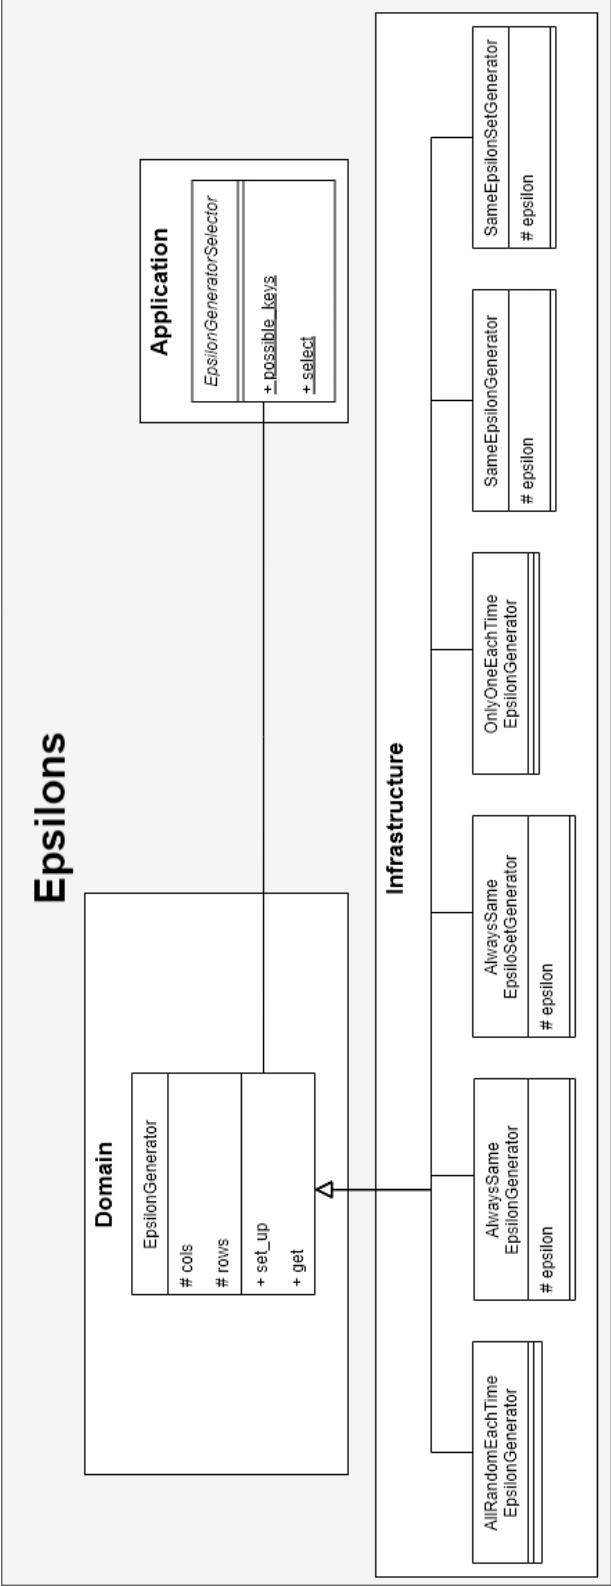 Epsilons
Domain
EpsilonGenerator
# cols
# rows
+ set_up
+ get
Application
EpsilonGeneratorSelector
+ possible_keys
+ select
Infrastructure
AllRandomEachTime
EpsilonGenerator
AlwaysSame
EpsilonGenerator
# epsilon
AlwaysSame
EpsiloSetGenerator
# epsilon
OnlyOneEachTime
EpsilonGenerator
SameEpsilonGenerator
# epsilon
SameEpsilonSetGenerator
# epsilon